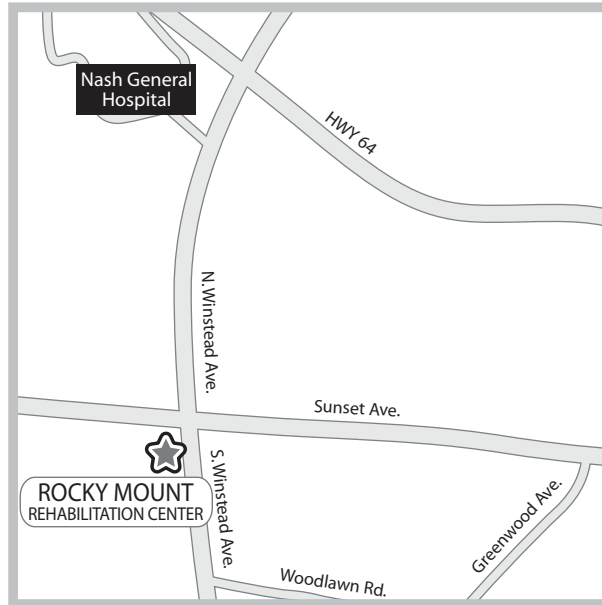 Nash General
Hospital
HWY 64
N. Winstead Ave.
Sunset Ave.
S. Winstead Ave.
ROCKY MOUNT
REHABILITATION CENTER
Greenwood Ave.
Woodlawn Rd.